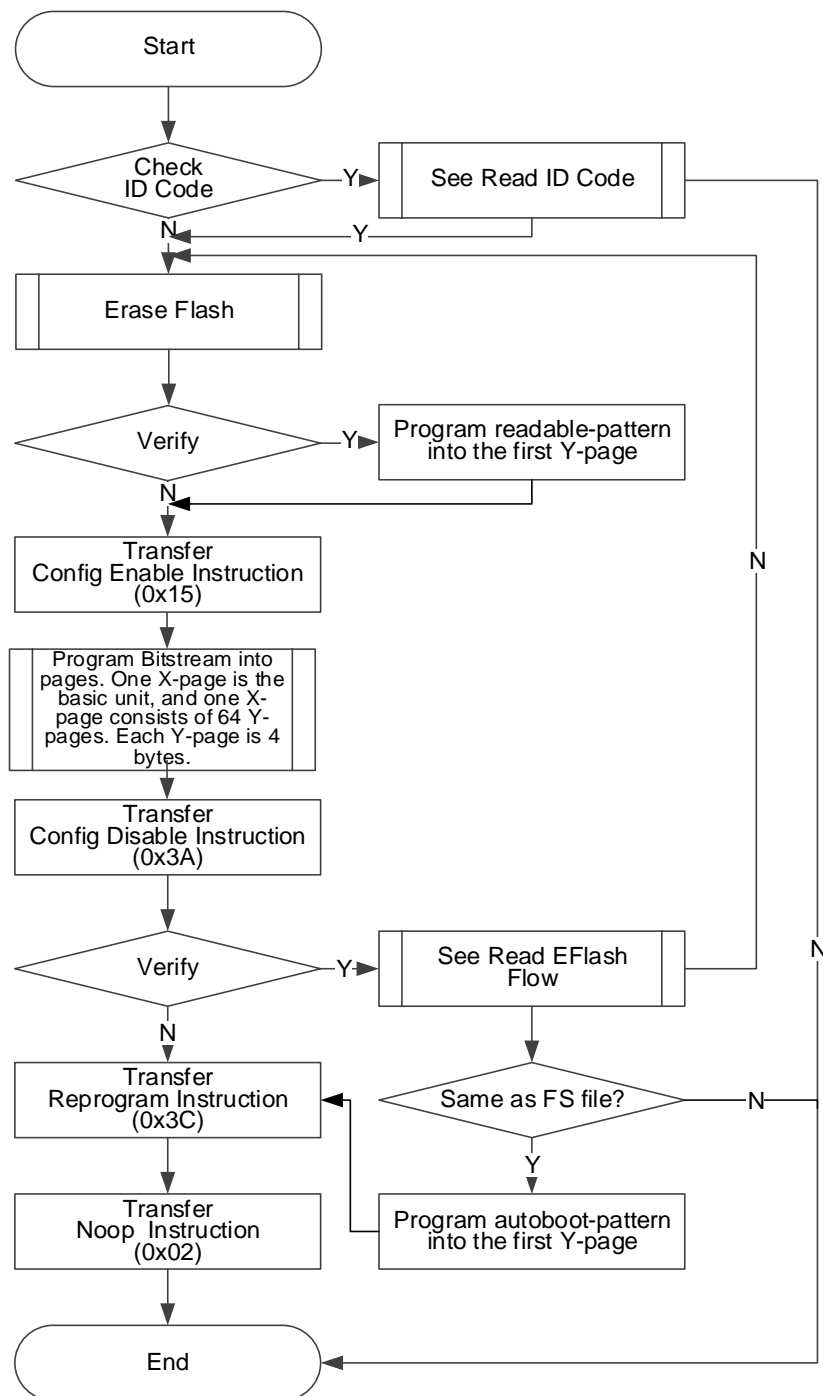 Start
Check
ID Code
Y
See Read ID Code
N
Y
Erase Flash
Verify
Y
Program readable-pattern
into the first Y-page
N
Transfer
Config Enable Instruction
(0x15)
N
Program Bitstream into
pages. One X-page is the
basic unit, and one X-
page consists of 64 Y-
pages. Each Y-page is 4
bytes.
Transfer
Config Disable Instruction
(0x3A)
Verify
Y
See Read EFlash
Flow
N
N
Transfer
Reprogram Instruction
(0x3C)
Same as FS file?
N
Y
Transfer
Noop Instruction
(0x02)
Program autoboot-pattern
into the first Y-page
End